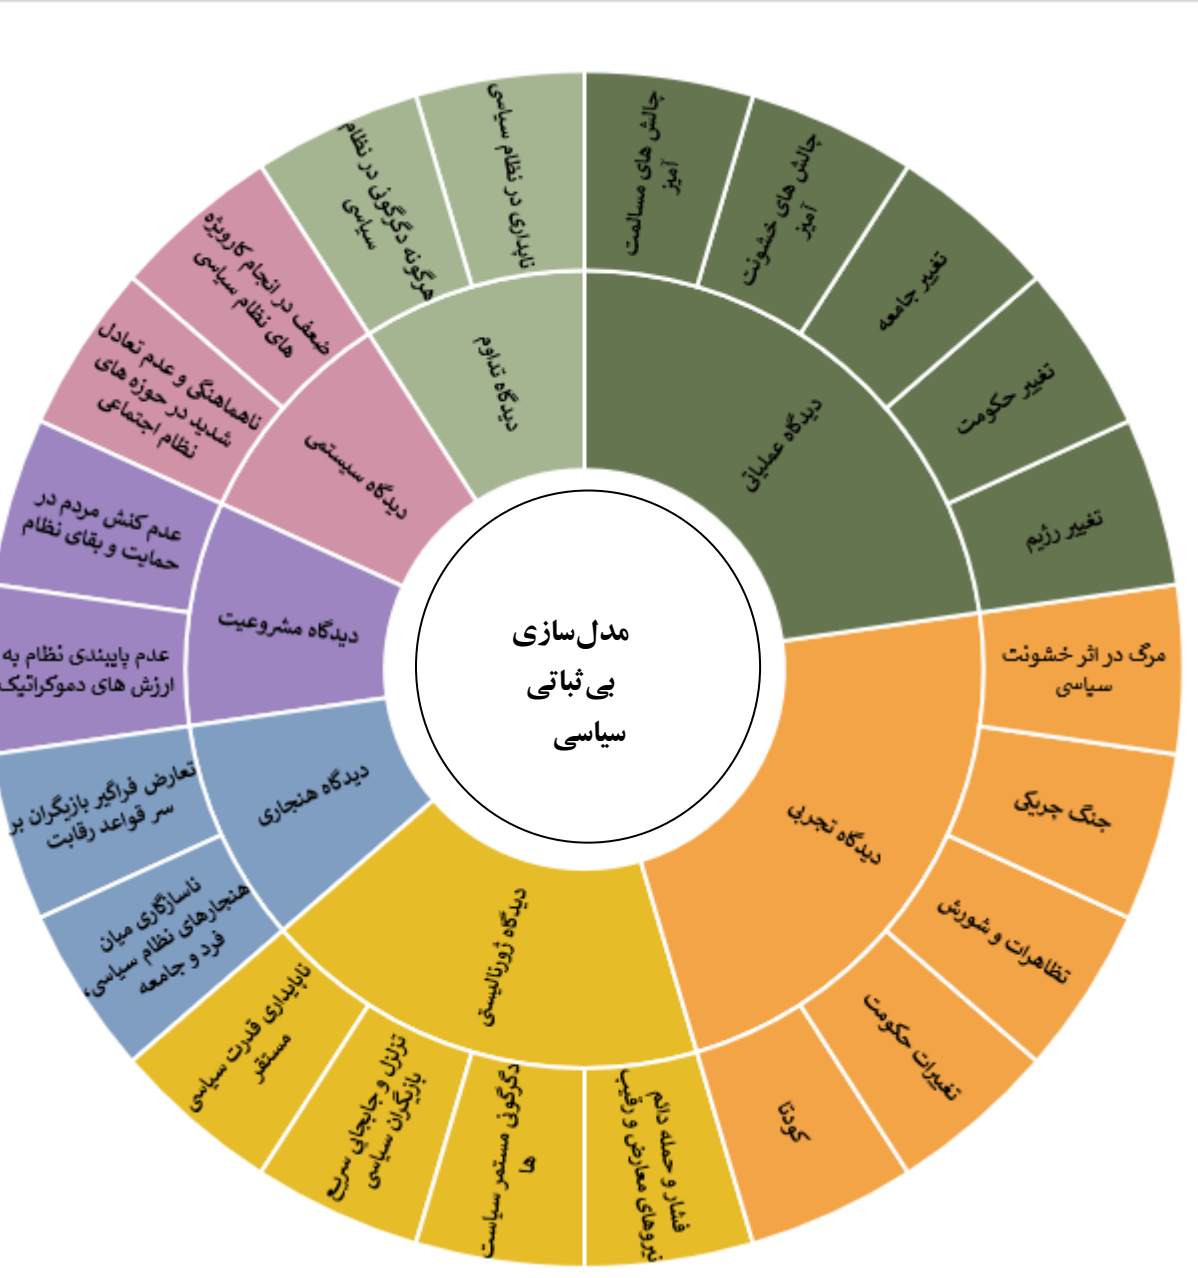 مدل‌سازی
بی‌ثباتی
سیاسی
دیدگاه عملیاتی
چالش های مسالمت
آمیز
چالش های خشونت
آمیز
تغییر جامعه
تغییر حکومت
تغییر رژیم
دیدگاه تجربی
مرگ در اثر خشونت
سیاسی
جنگ چریکی
تظاهرات و شورش
تغییرات حکومت
کودتا
دیدگاه ژورنالیستی
فشار و حمله دائم
نیروهای معارض و رقیب
دگرگونی مستمر سیاست
ها
تزلزل و جابجایی سریع
بازیگران سیاسی
ناپایداری قدرت سیاسی
مستقر
دیدگاه هنجاری
ناسازگاری میان
هنجارهای نظام سیاسی،
فرد و جامعه
تعارض فراگیر بازیگران بر
سر قواعد رقابت
دیدگاه مشروعیت
عدم پایبندی نظام به
ارزش های دموکراتیک
عدم کنش مردم در
حمایت و بقای نظام
دیدگاه سیستمی
ناهماهنگی و عدم تعادل
شدید در حوزه های
نظام اجتماعی
ضعف در انجام کارویژه
های نظام سیاسی
دیدگاه تداوم
هرگونه دگرگونی در نظام
سیاسی
ناپداری در نظام سیاسی